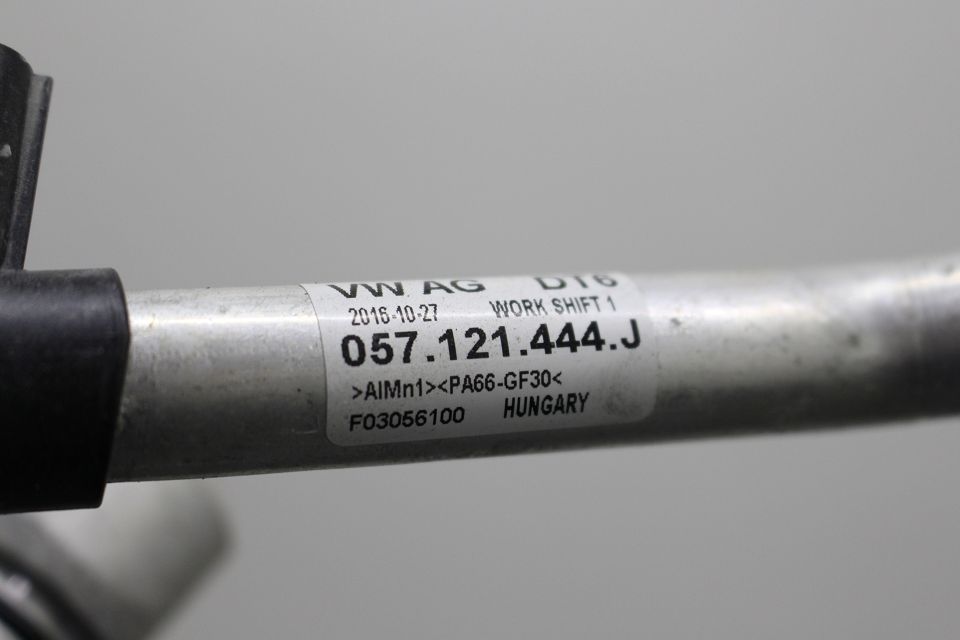 VW AG DT6
2016-10-27 WORK SHIFT 1
057.121.444.J
>AlMn1><PA66-GF30<
F03056100 HUNGARY